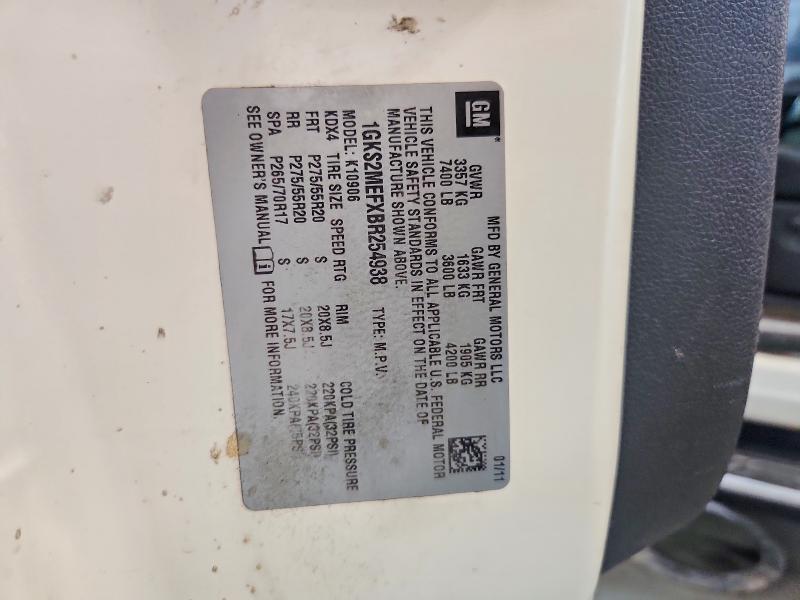 GM
MFD BY GENERAL MOTORS LLC 01/11
GVWR GAWR FRT GAWR RR
3357 KG 1633 KG 1905 KG
7400 LB 3600 LB 4200 LB
THIS VEHICLE CONFORMS TO ALL APPLICABLE U.S. FEDERAL MOTOR
VEHICLE SAFETY STANDARDS IN EFFECT ON THE DATE OF
MANUFACTURE SHOWN ABOVE.
1GKS2MEFXBR254938 TYPE: M.P.V.
MODEL: K10906
KDX4 TIRE SIZE SPEED RTG RIM COLD TIRE PRESSURE
FRT P275/55R20 S 20X8.5J 220KPA(32PSI)
RR P275/55R20 S 20X8.5J 220KPA(32PSI)
SPA P265/70R17 S 17X7.5J 240KPA(35PSI)
SEE OWNER'S MANUAL FOR MORE INFORMATION.